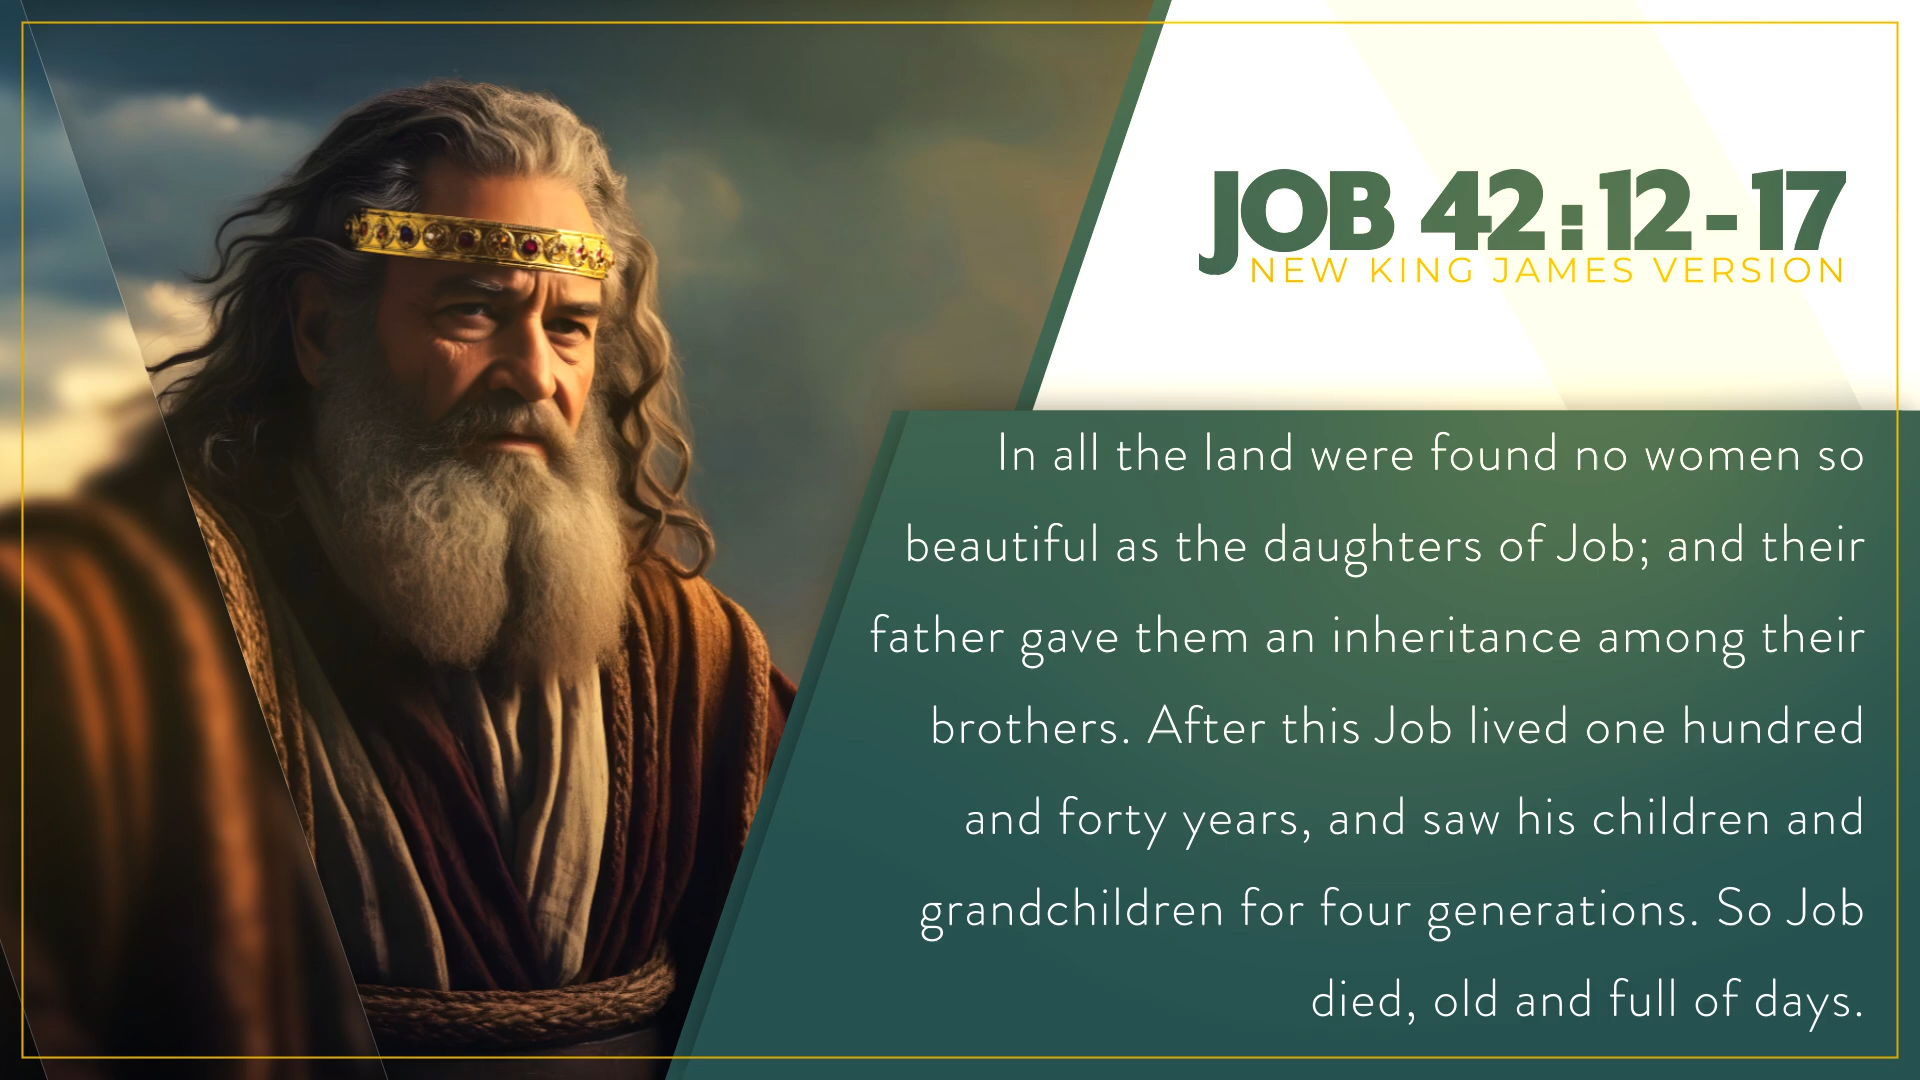 JOB 42:12-17
NEW KING JAMES VERSION
In all the land were found no women so
beautiful as the daughters of Job; and their
father gave them an inheritance among their
brothers. After this Job lived one hundred
and forty years, and saw his children and
grandchildren for four generations. So Job
died, old and full of days.